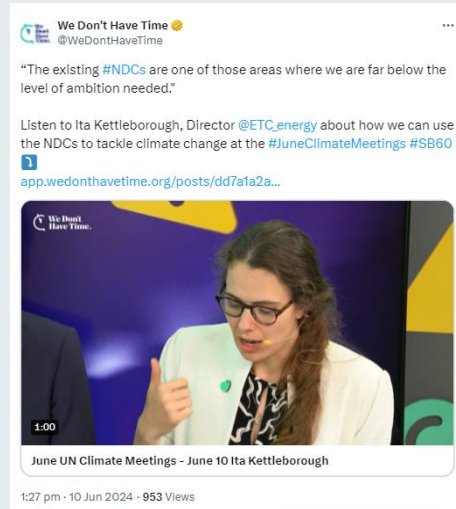 We Don't Have Time
@WeDontHaveTime
“The existing #NDCs are one of those areas where we are far below the
level of ambition needed."
Listen to Ita Kettleborough, Director @ETC_energy about how we can use
the NDCs to tackle climate change at the #JuneClimateMeetings #SB60
app.wedonthavetime.org/posts/dd7a1a2a...
We Don't
Have Time.
1:00
June UN Climate Meetings - June 10 Ita Kettleborough
1:27 pm · 10 Jun 2024 · 953 Views